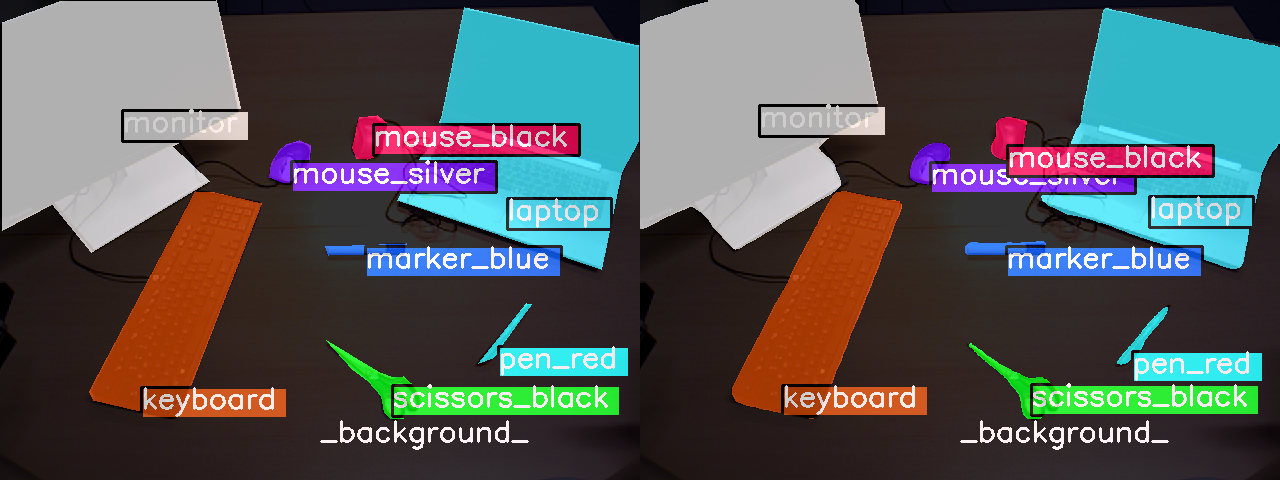 monitor
mouse_black
mouse_silver
laptop
marker_blue
pen_red
keyboard
scissors_black
_background_
monitor
mouse_black
mouse_silver
laptop
marker_blue
pen_red
keyboard
scissors_black
_background_